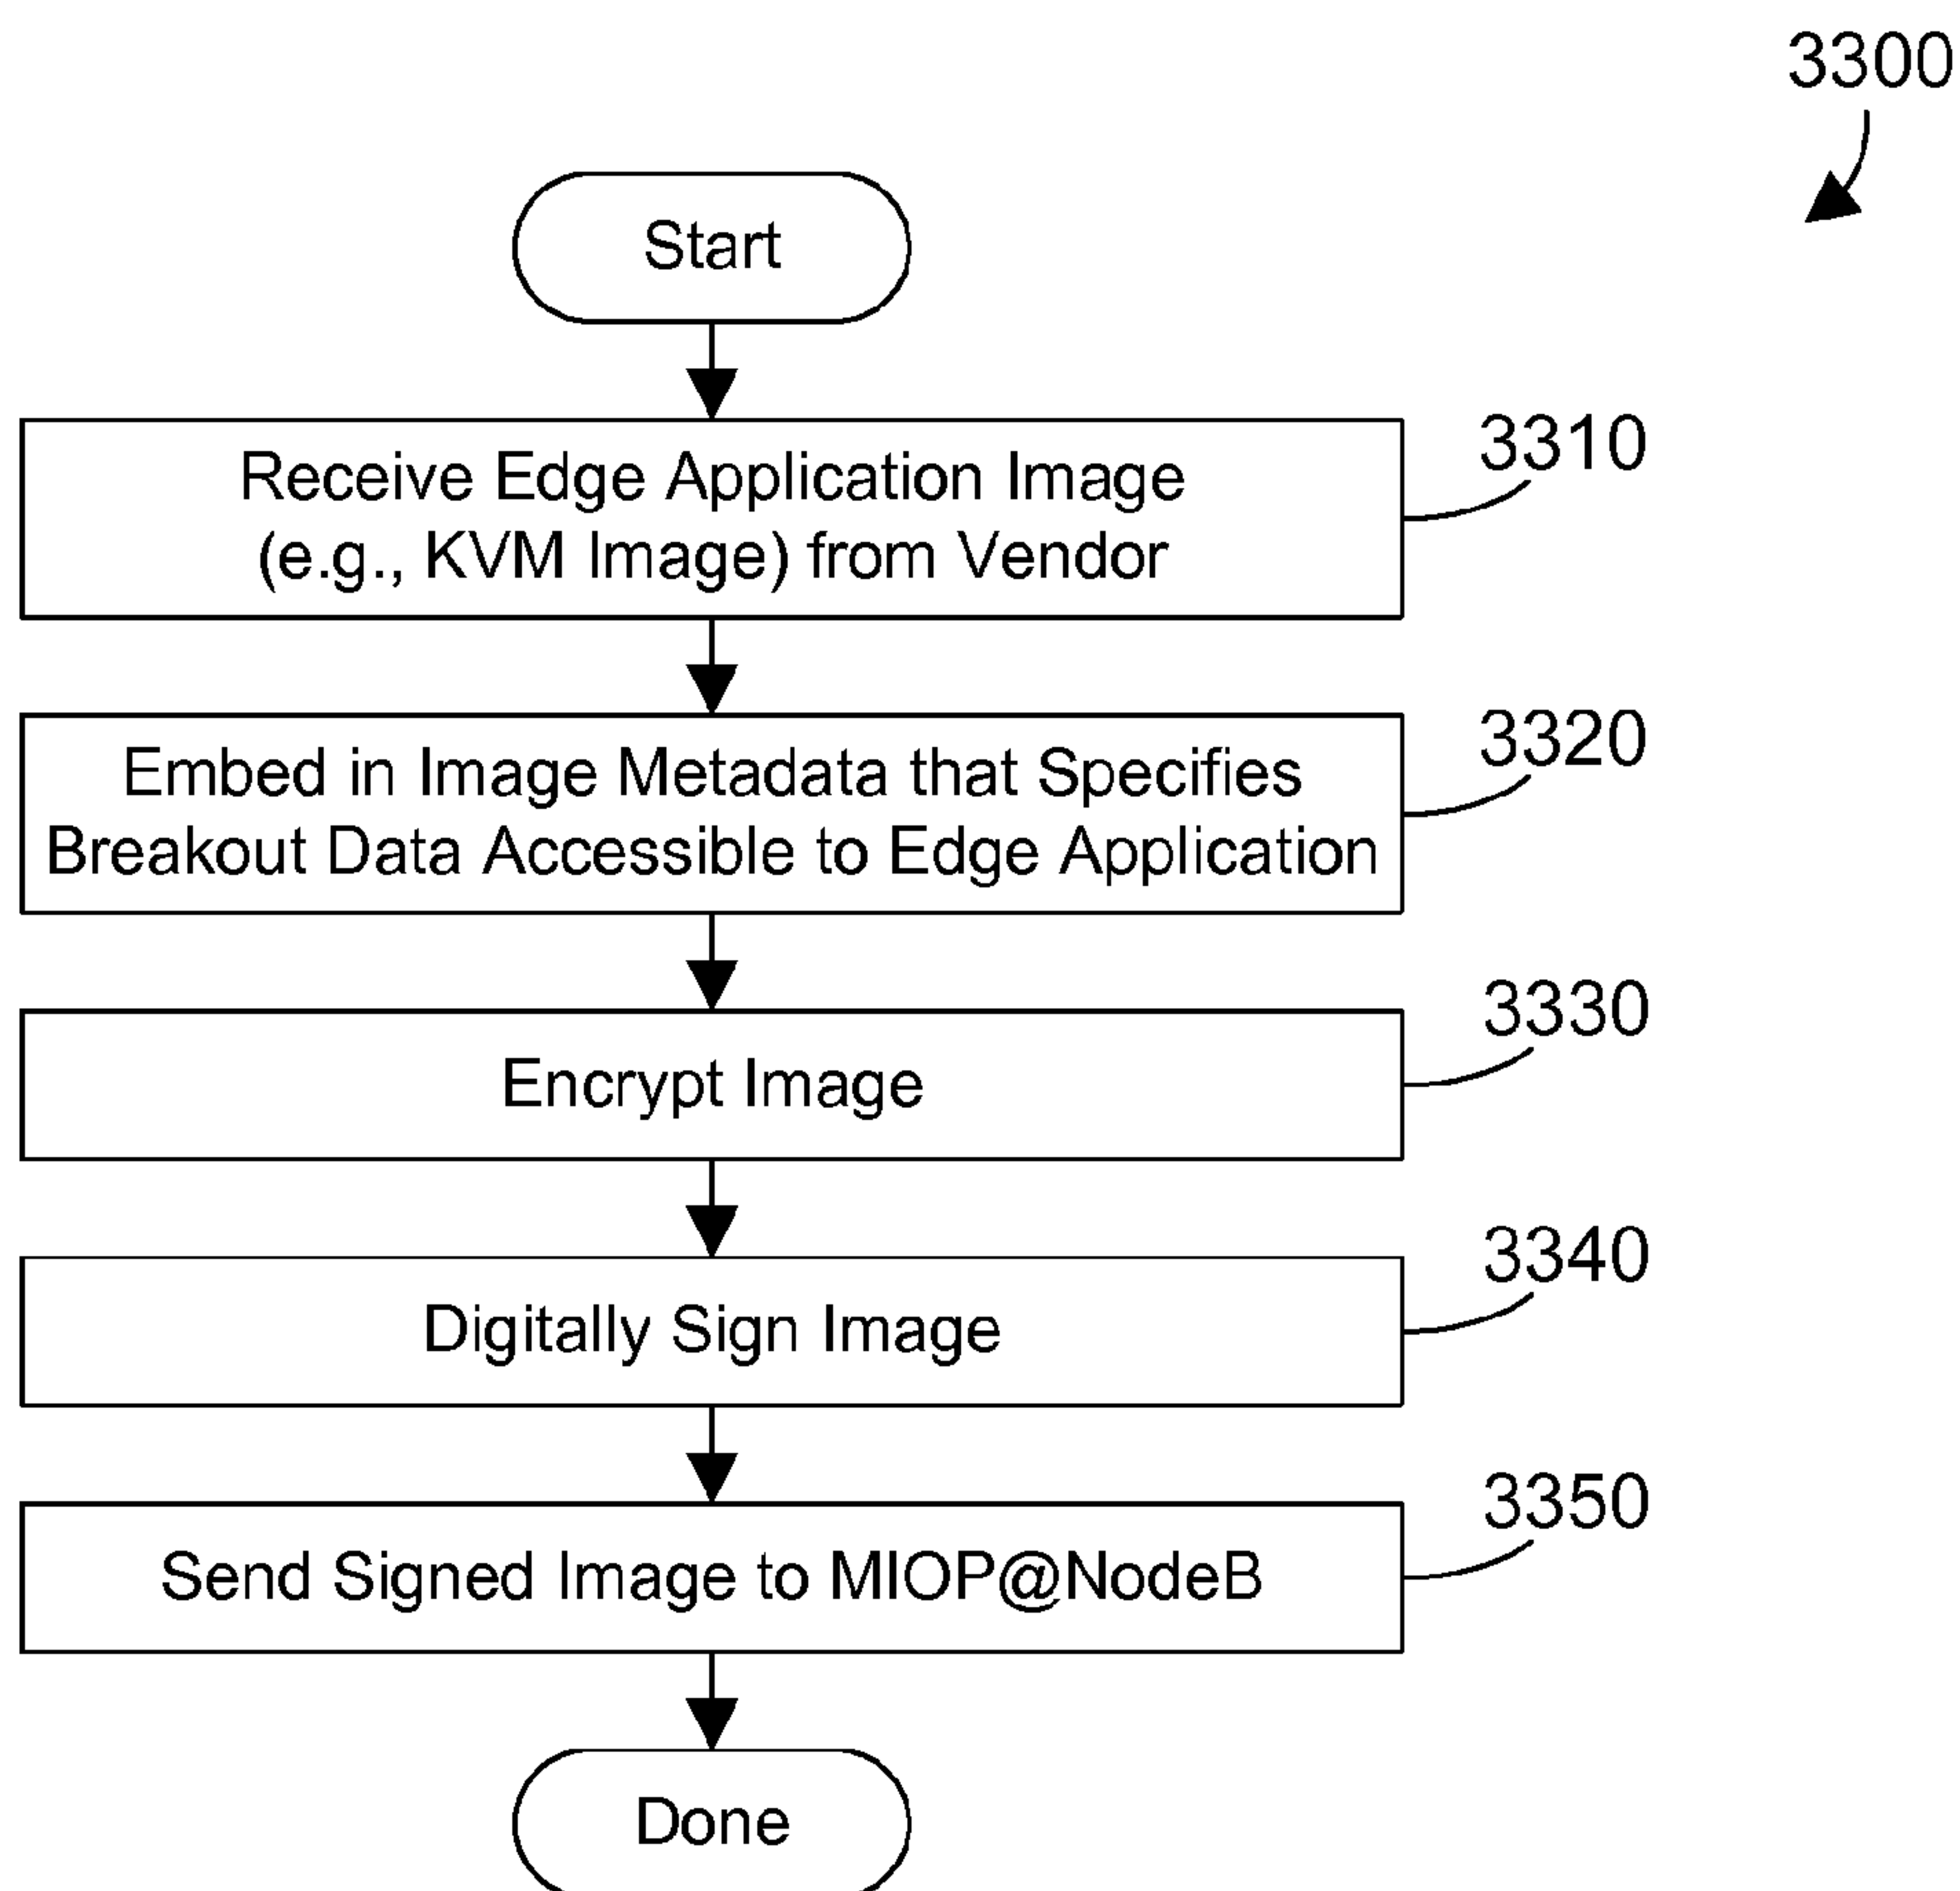 3300
Start
Receive Edge Application Image
(e.g., KVM Image) from Vendor
3310
Embed in Image Metadata that Specifies
Breakout Data Accessible to Edge Application
3320
Encrypt Image
3330
Digitally Sign Image
3340
Send Signed Image to MIOP@NodeB
3350
Done